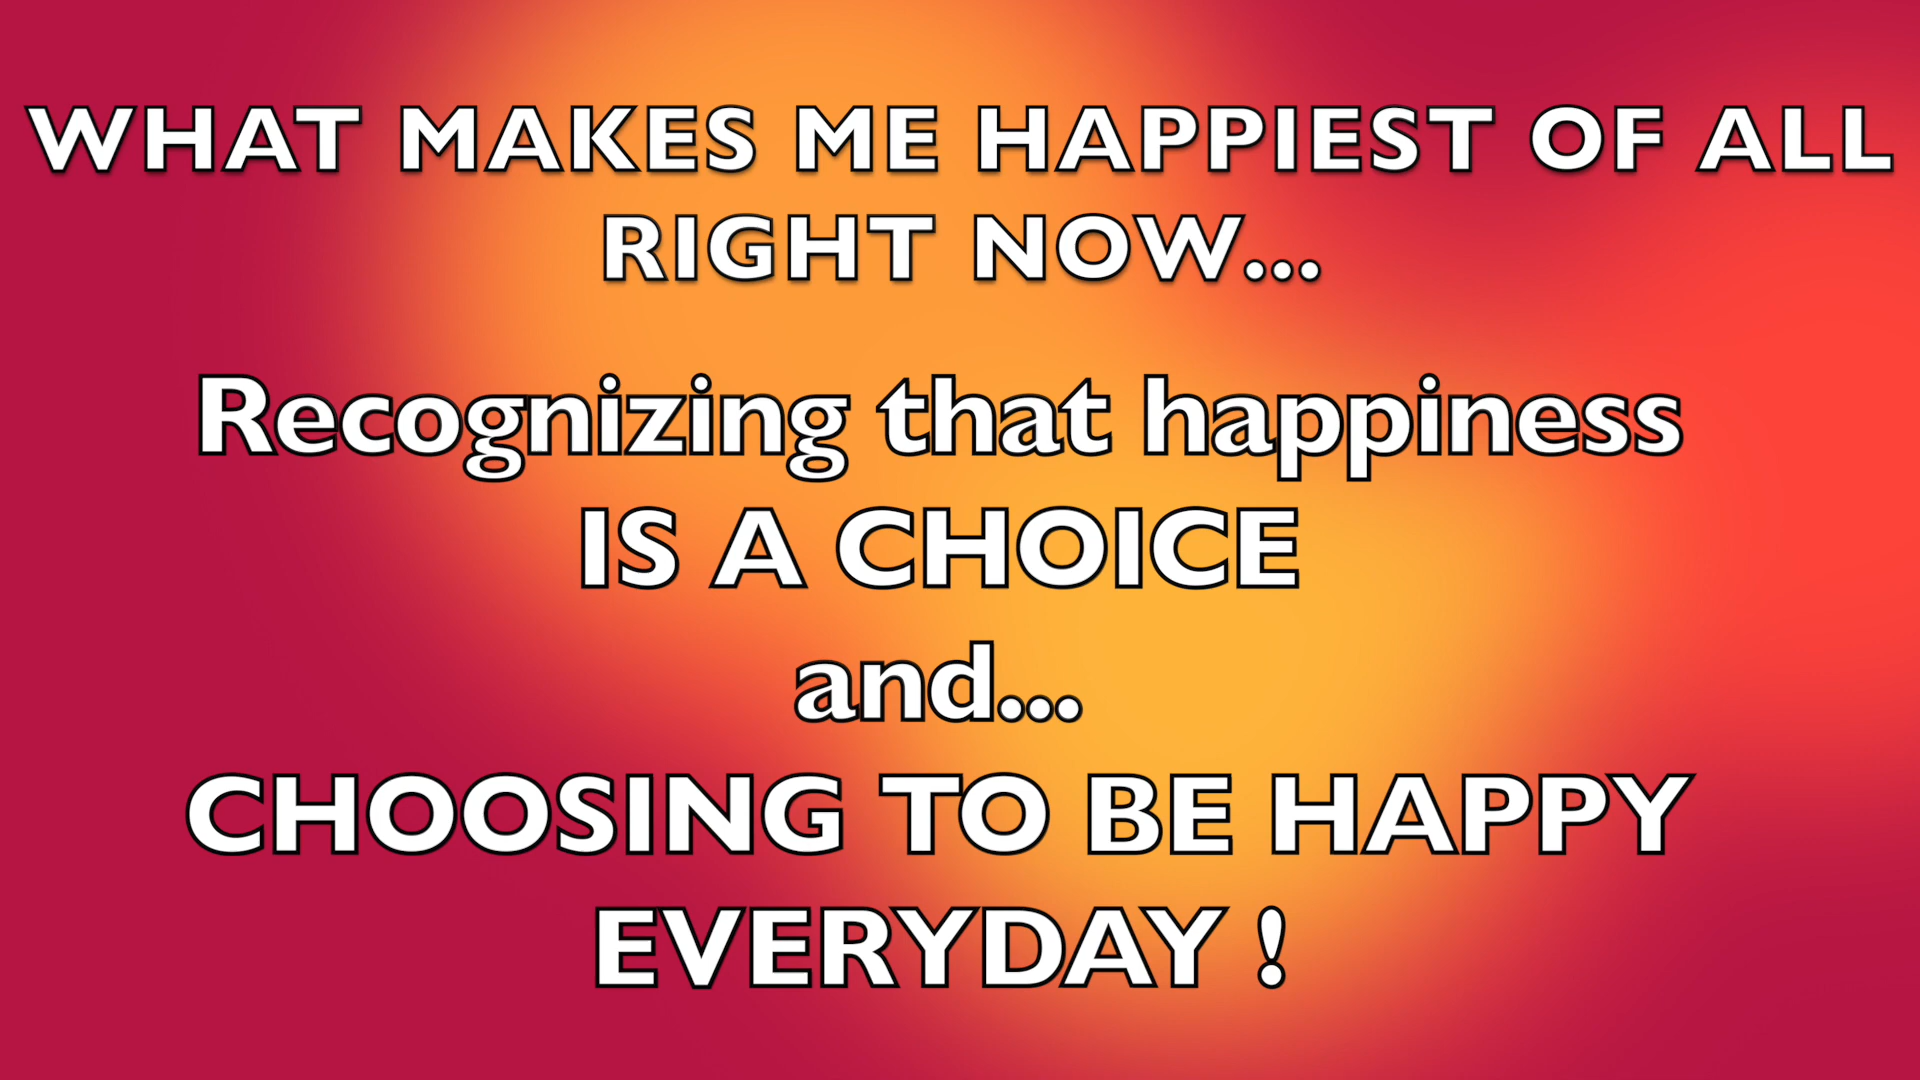 WHAT MAKES ME HAPPIEST OF ALL
RIGHT NOW...
Recognizing that happiness
IS A CHOICE
and...
CHOOSING TO BE HAPPY
EVERYDAY !